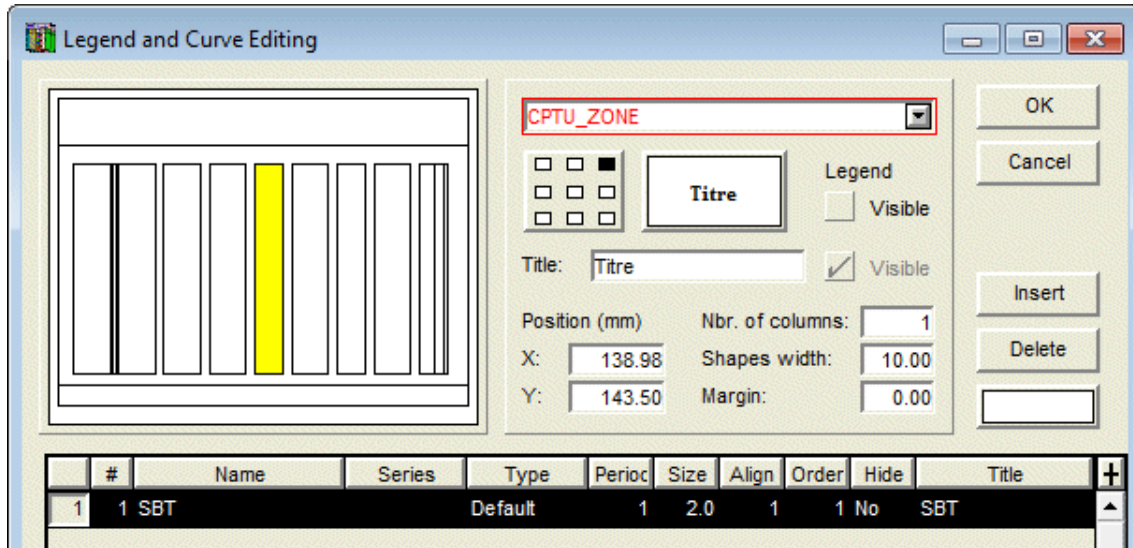 Legend and Curve Editing
CPTU_ZONE
OK
Titre
Legend
Visible
Cancel
Title: Titre
Visible
Insert
Position (mm)
Nbr. of columns: 1
X: 138.98
Shapes width: 10.00
Delete
Y: 143.50
Margin: 0.00
# Name Series Type Period Size Align Order Hide Title +
1 1 SBT Default 1 2.0 1 1 No SBT